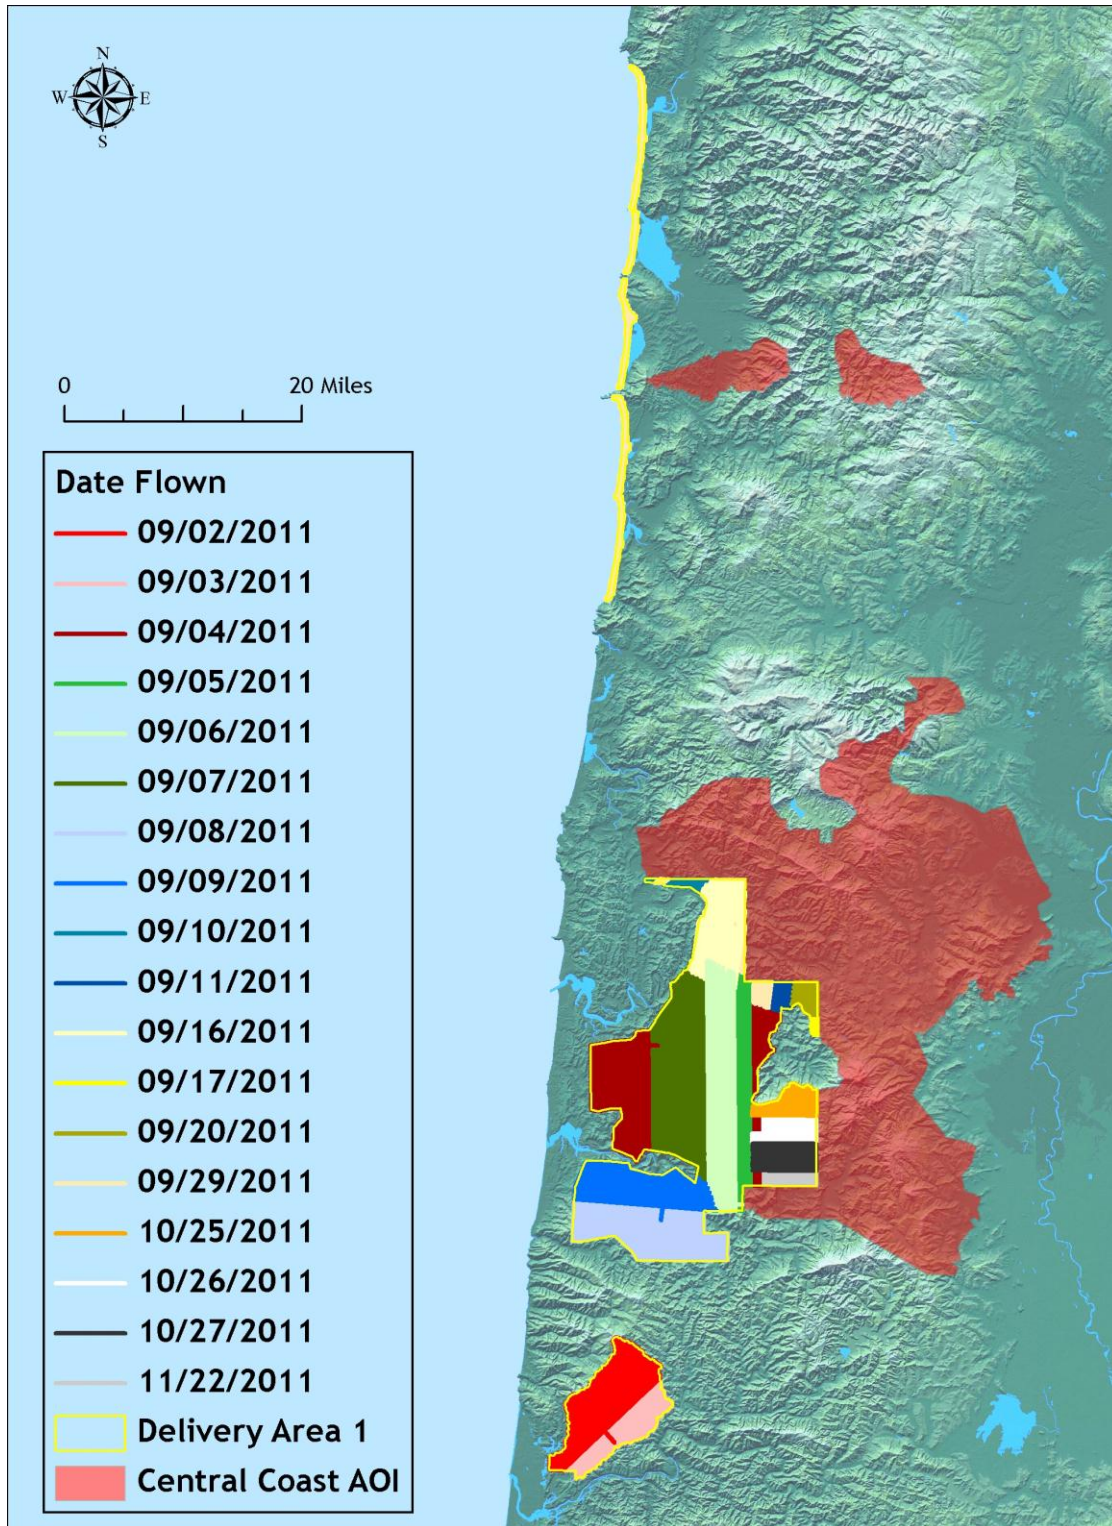 N
W E
S
0 20 Miles
Date Flown
09/02/2011
09/03/2011
09/04/2011
09/05/2011
09/06/2011
09/07/2011
09/08/2011
09/09/2011
09/10/2011
09/11/2011
09/16/2011
09/17/2011
09/20/2011
09/29/2011
10/25/2011
10/26/2011
10/27/2011
11/22/2011
Delivery Area 1
Central Coast AOI